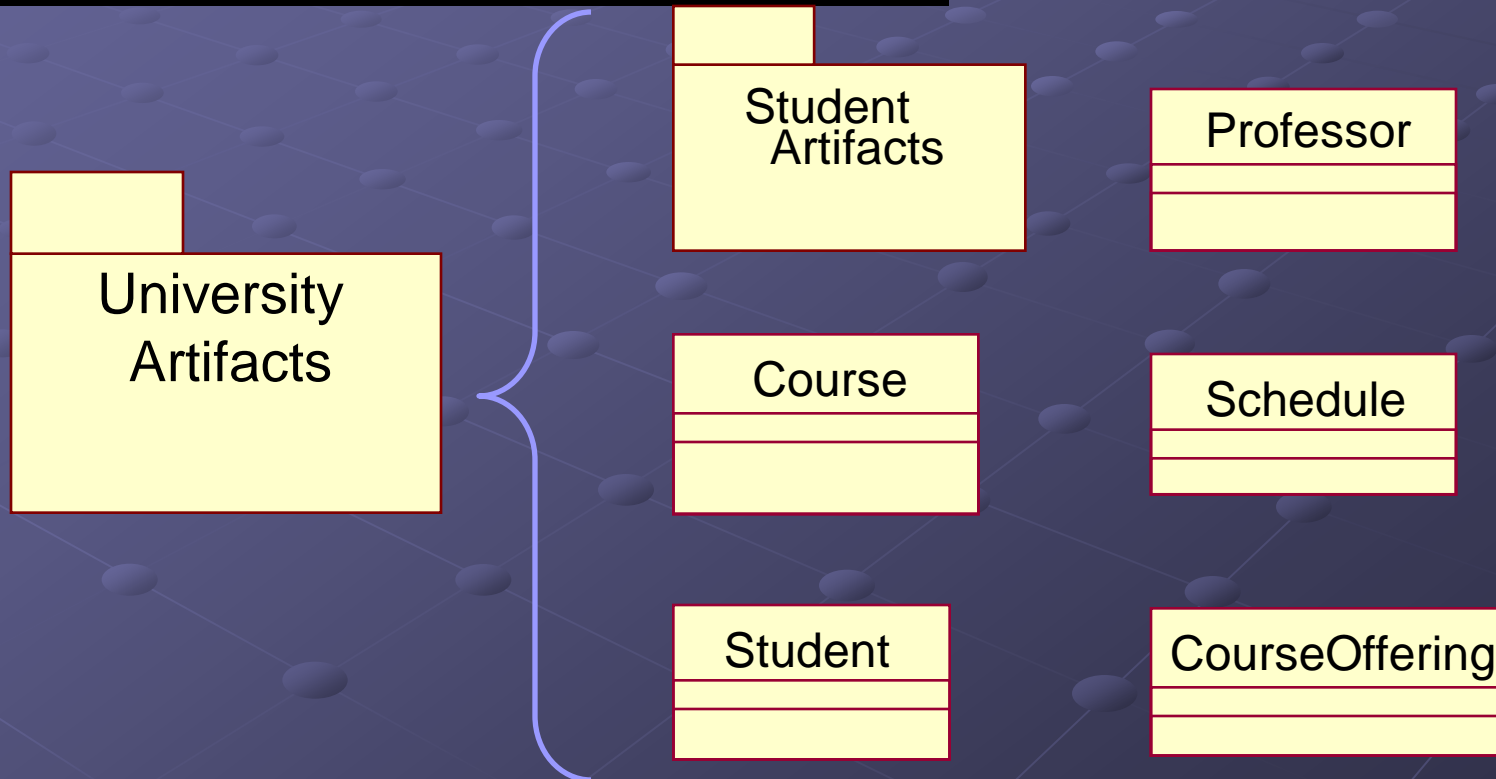 University
Artifacts
Student
Artifacts
Professor
Course
Schedule
Student
CourseOffering